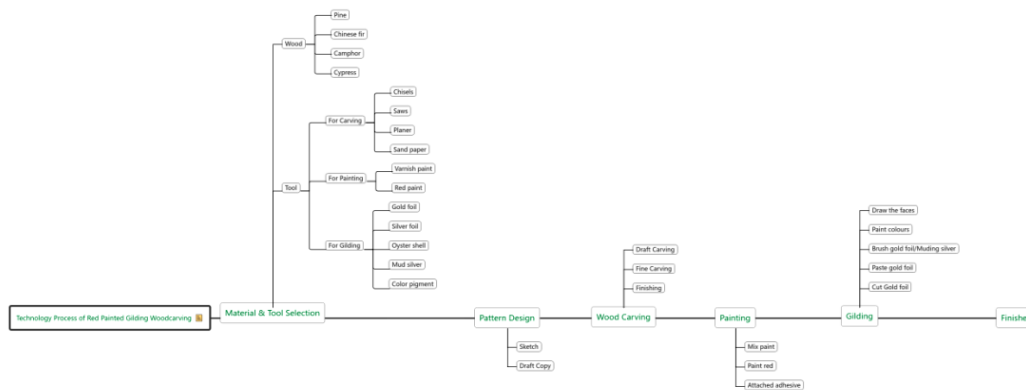 Pine
Chinese fir
Wood
Camphor
Cypress
Chisels
Saws
For Carving
Planer
Sand paper
Varnish paint
For Painting
Red paint
Tool
Gold foil
Silver foil
For Gilding
Oyster shell
Mud silver
Color pigment
Technology Process of Red Painted Gilding Woodcarving
Material & Tool Selection
Pattern Design
Sketch
Draft Copy
Draft Carving
Fine Carving
Finishing
Wood Carving
Painting
Mix paint
Paint red
Attached adhesive
Draw the faces
Paint colours
Brush gold foil/Muding silver
Paste gold foil
Cut Gold foil
Gilding
Finishe